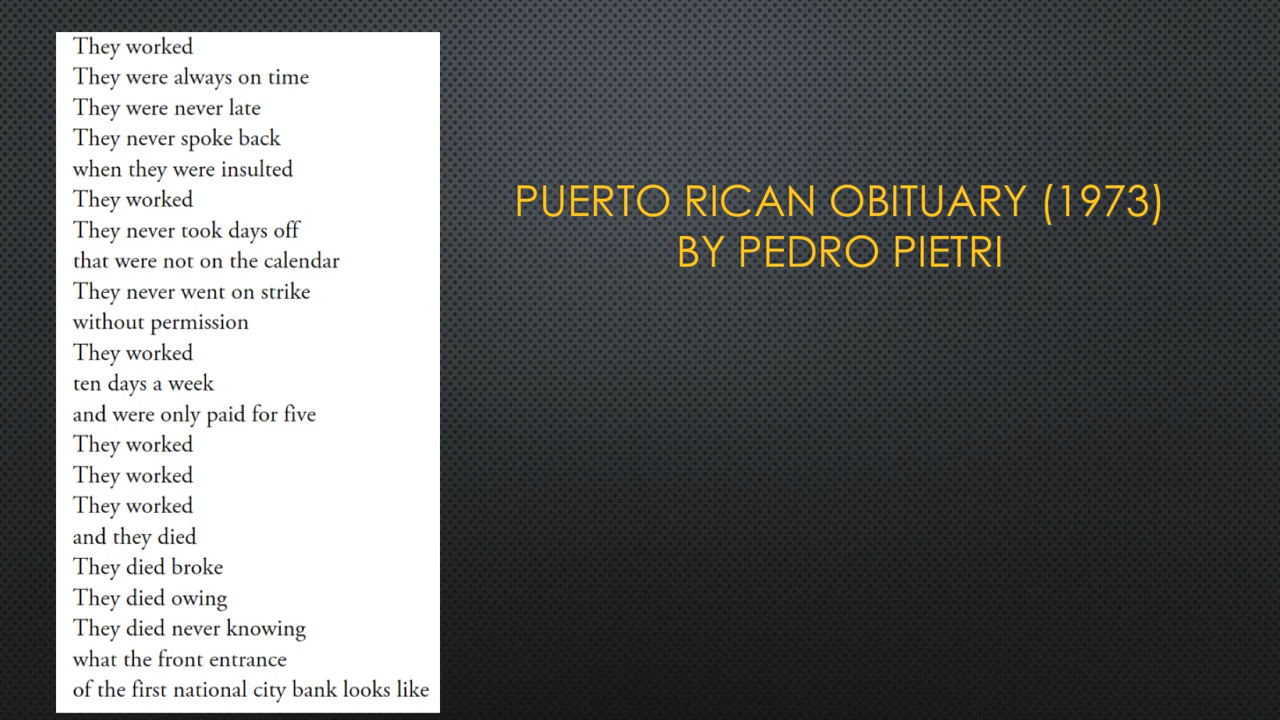 They worked
They were always on time
They were never late
They never spoke back
when they were insulted
They worked
They never took days off
that were not on the calendar
They never went on strike
without permission
They worked
ten days a week
and were only paid for five
They worked
They worked
They worked
and they died
They died broke
They died owing
They died never knowing
what the front entrance
of the first national city bank looks like
PUERTO RICAN OBITUARY (1973)
BY PEDRO PIETRI